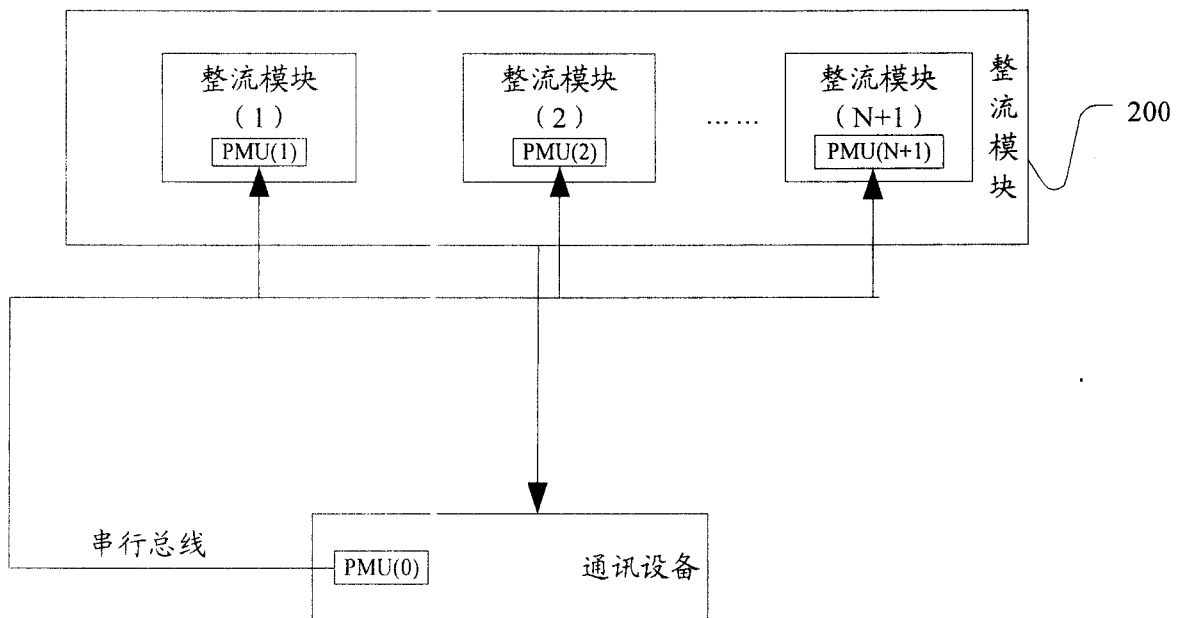 整流模块
（1）
PMU(1)
整流模块
（2）
PMU(2)
……
整流模块
（N+1）
PMU(N+1)
整流模块
200
串行总线
PMU(0)
通讯设备